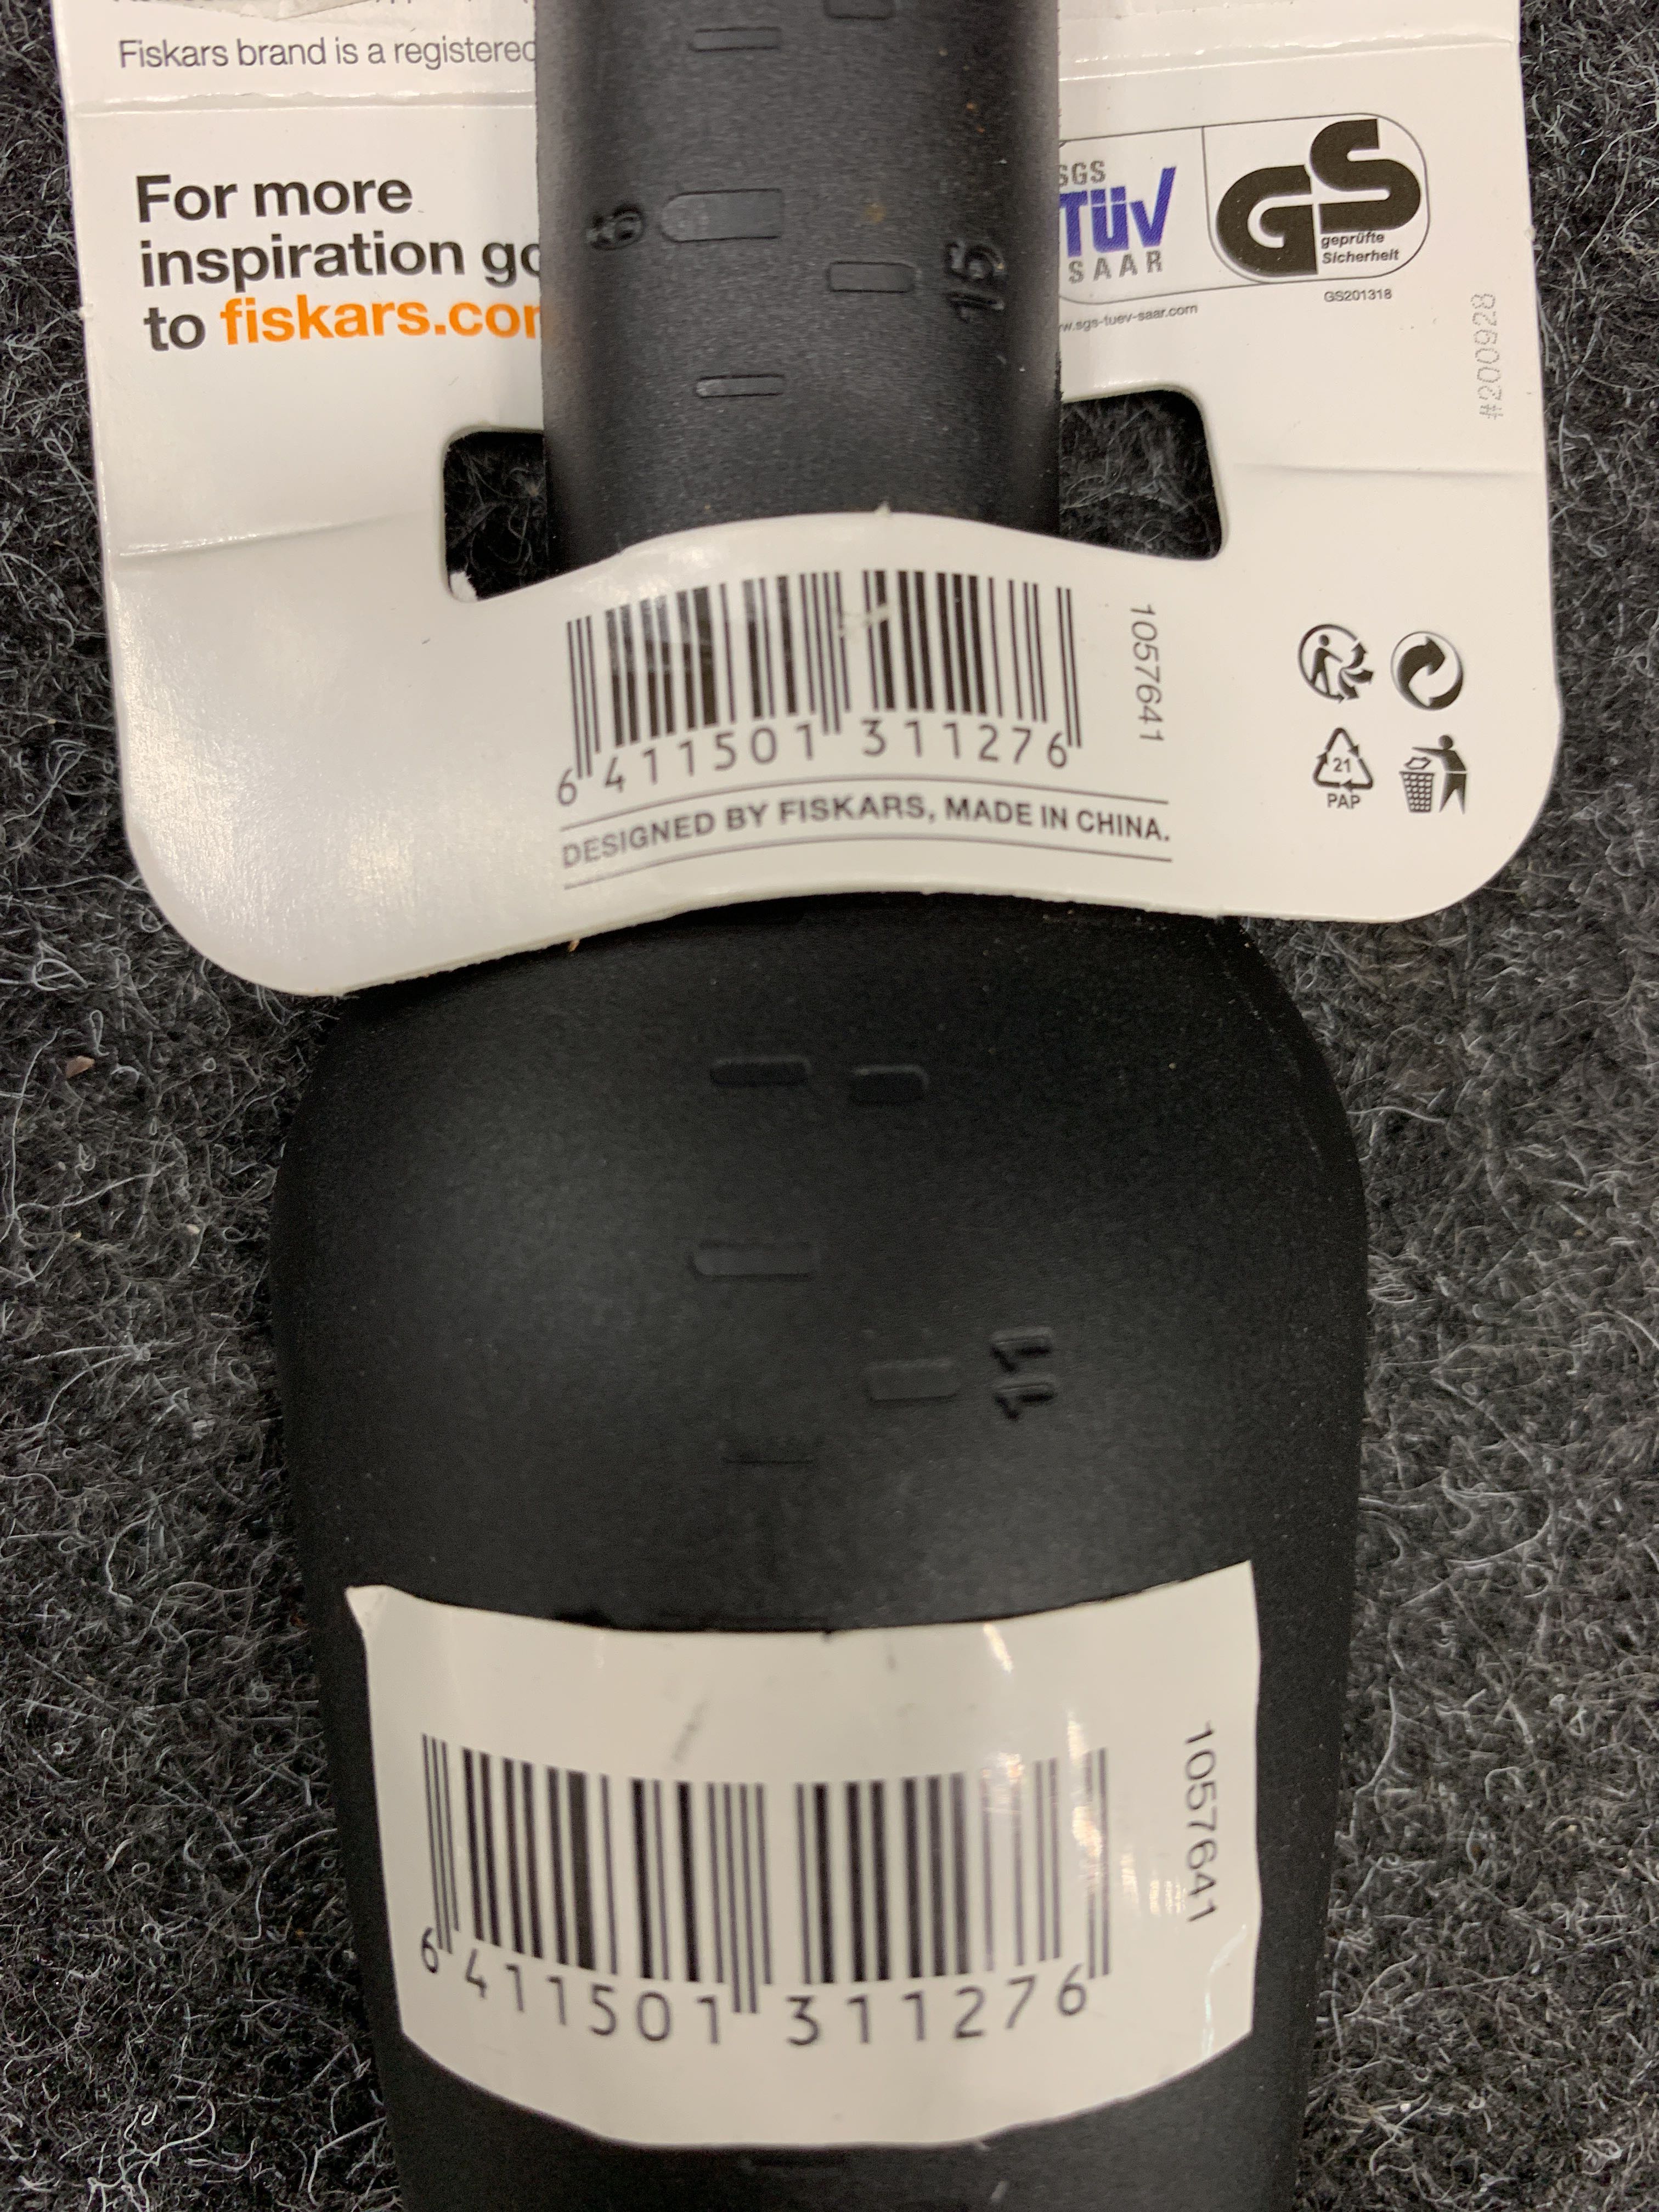 Fiskars brand is a registered
For more
inspiration go
to fiskars.com
SGS
TÜV
SAAR
GS
geprüfte
Sicherheit
GS201318
w.sgs-tuev-saar.com
#200928
6
15
1057641
6 411501 311276
DESIGNED BY FISKARS, MADE IN CHINA.
21
PAP
11
1057641
6 411501 311276